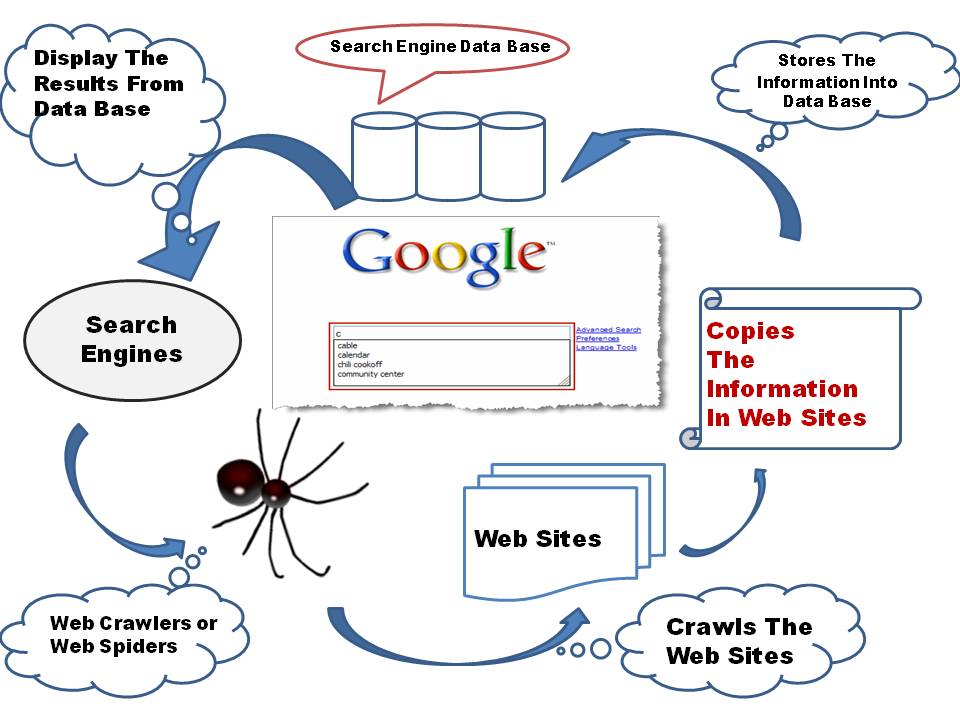 Display The
Results From
Data Base
Search Engine Data Base
Stores The
Information Into
Data Base
Google™
c
cable
calendar
chili cookoff
community center
Advanced Search
Preferences
Language Tools
Search
Engines
Copies
The
Information
In Web Sites
Web Sites
Web Crawlers or
Web Spiders
Crawls The
Web Sites